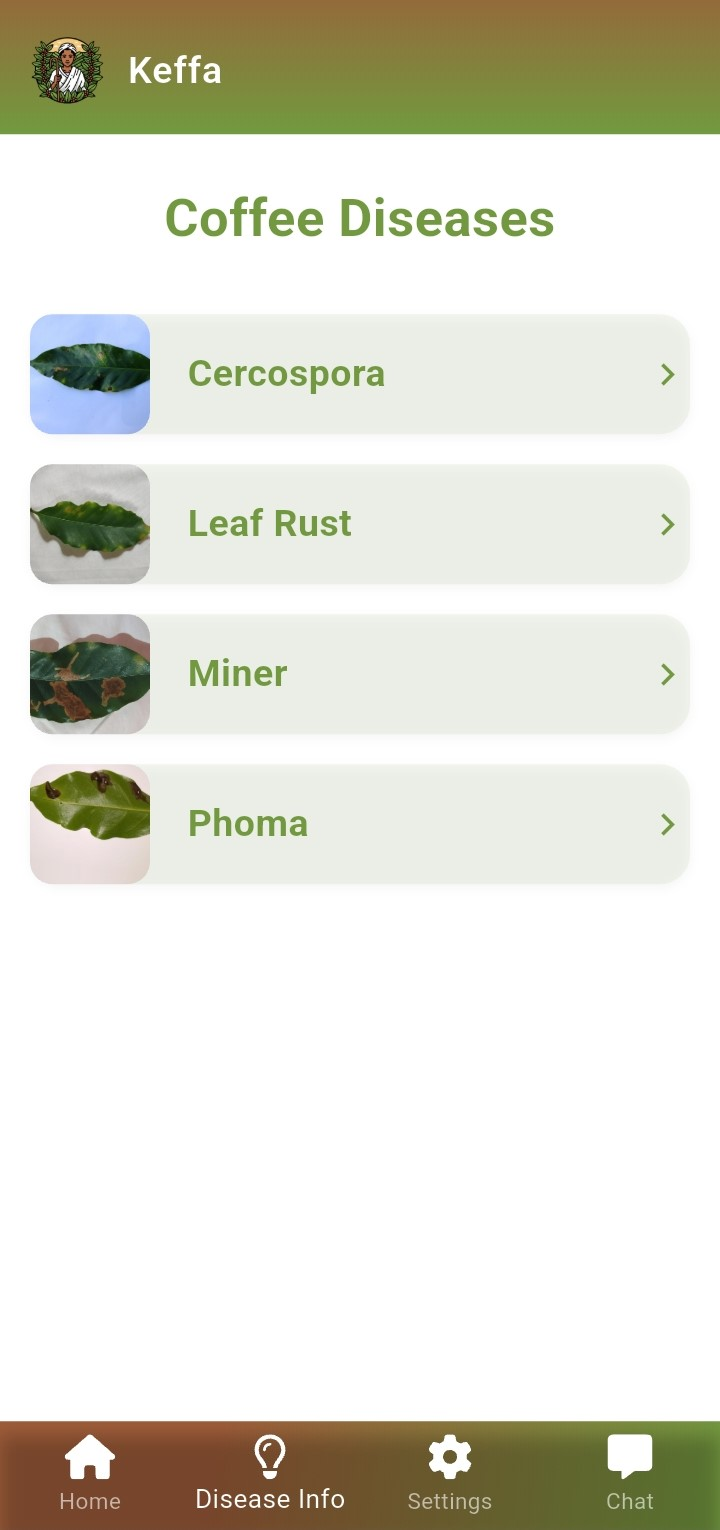 Keffa
Coffee Diseases
Cercospora
Leaf Rust
Miner
Phoma
Home
Disease Info
Settings
Chat